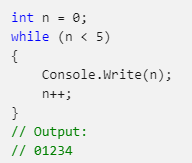 int n = 0;
while (n < 5)
{
    Console.Write(n);
    n++;
}
// Output:
// 01234